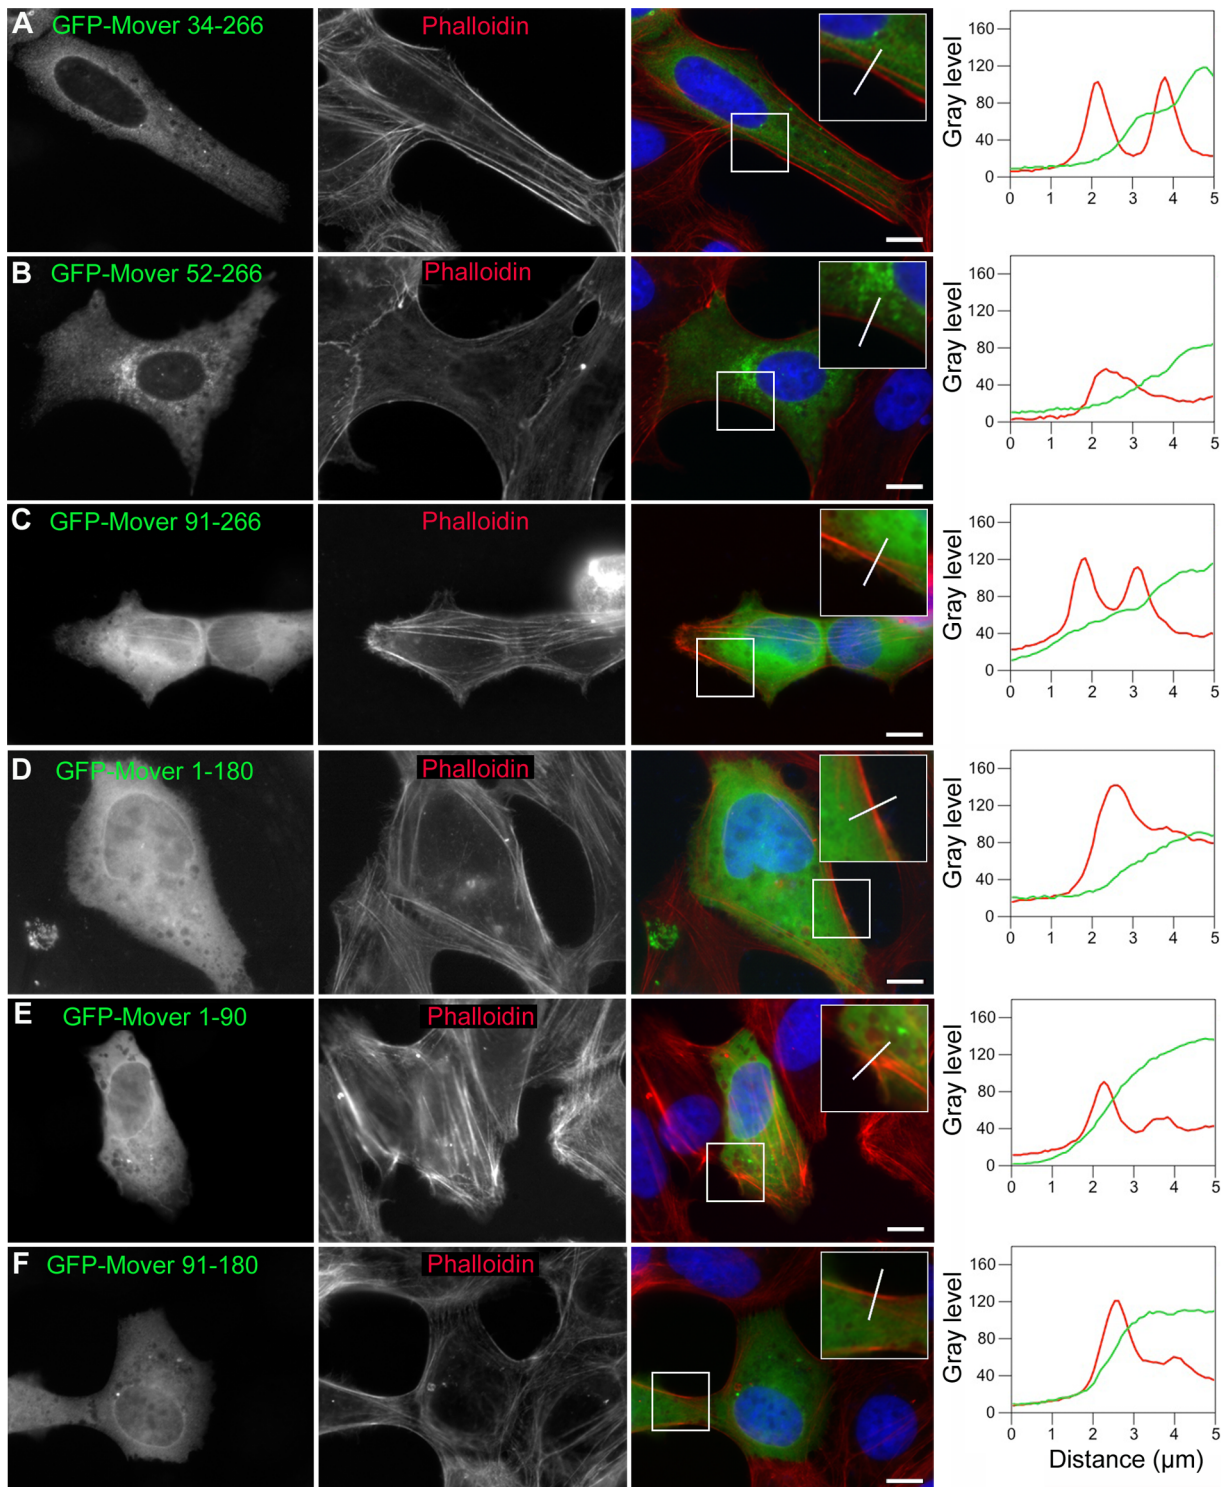 A GFP-Mover 34-266 Phalloidin
Gray level
160
120
80
40
0
0 1 2 3 4 5
B GFP-Mover 52-266 Phalloidin
Gray level
160
120
80
40
0
0 1 2 3 4 5
C GFP-Mover 91-266 Phalloidin
Gray level
160
120
80
40
0
0 1 2 3 4 5
D GFP-Mover 1-180 Phalloidin
Gray level
160
120
80
40
0
0 1 2 3 4 5
E GFP-Mover 1-90 Phalloidin
Gray level
160
120
80
40
0
0 1 2 3 4 5
F GFP-Mover 91-180 Phalloidin
Gray level
160
120
80
40
0
0 1 2 3 4 5
Distance (µm)